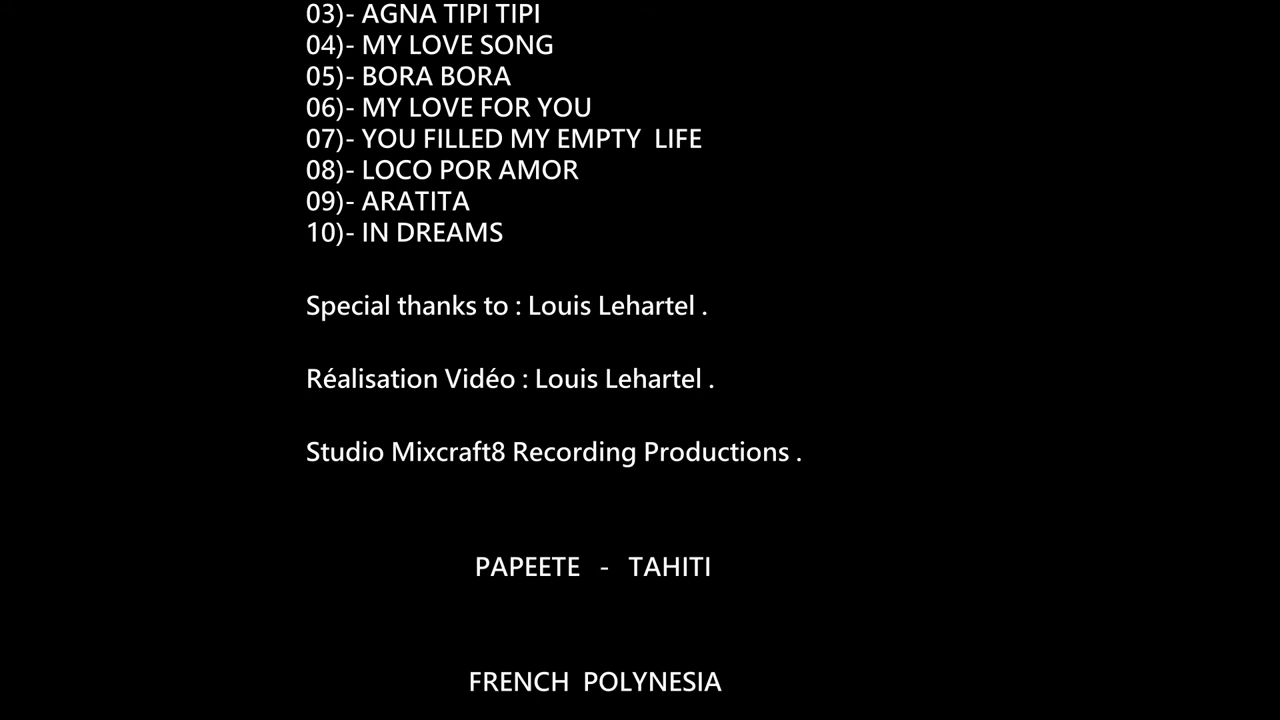 03)- AGNA TIPI TIPI
04)- MY LOVE SONG
05)- BORA BORA
06)- MY LOVE FOR YOU
07)- YOU FILLED MY EMPTY  LIFE
08)- LOCO POR AMOR
09)- ARATITA
10)- IN DREAMS
Special thanks to : Louis Lehartel .
Réalisation Vidéo : Louis Lehartel .
Studio Mixcraft8 Recording Productions .
PAPEETE - TAHITI
FRENCH POLYNESIA